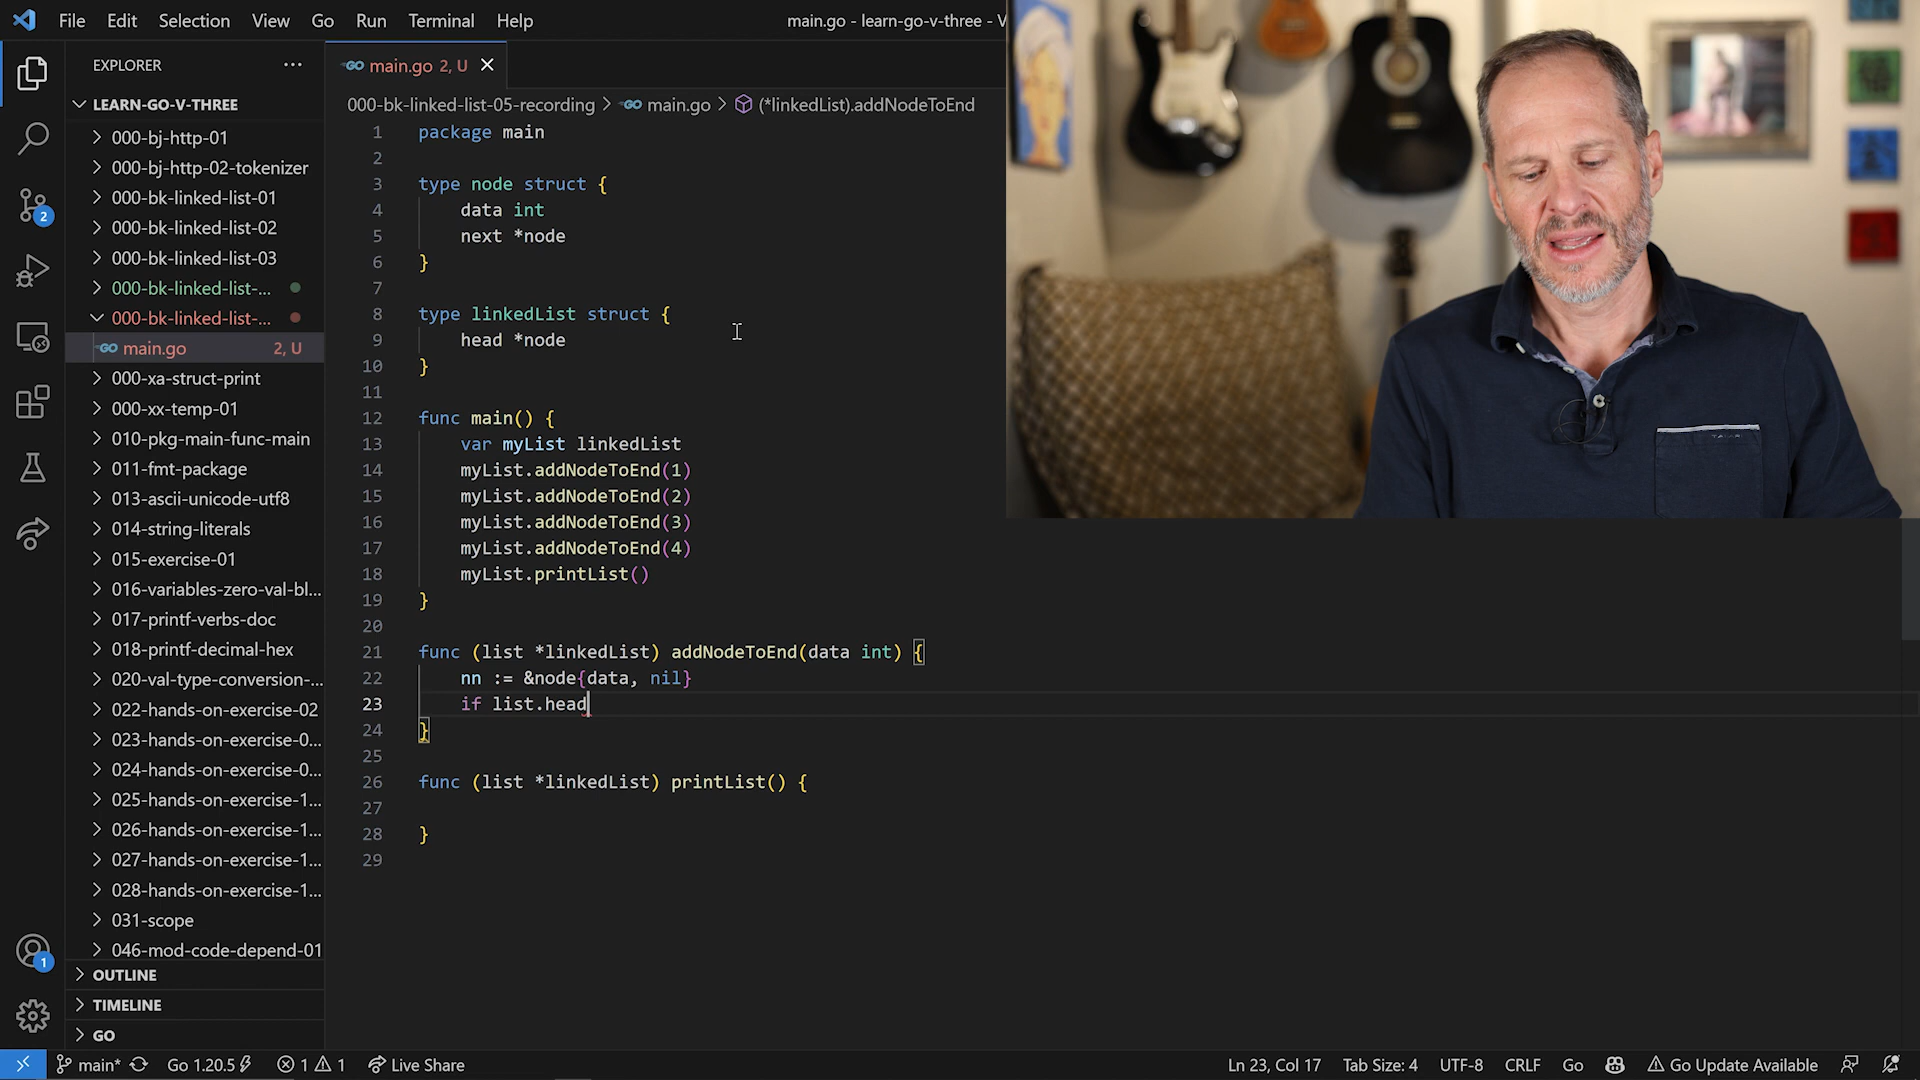 File Edit Selection View Go Run Terminal Help
main.go - learn-go-v-three - V
EXPLORER
LEARN-GO-V-THREE
000-bj-http-01
000-bj-http-02-tokenizer
000-bk-linked-list-01
000-bk-linked-list-02
000-bk-linked-list-03
000-bk-linked-list-...
000-bk-linked-list-...
main.go 2, U
000-xa-struct-print
000-xx-temp-01
010-pkg-main-func-main
011-fmt-package
013-ascii-unicode-utf8
014-string-literals
015-exercise-01
016-variables-zero-val-bl...
017-printf-verbs-doc
018-printf-decimal-hex
020-val-type-conversion-...
022-hands-on-exercise-02
023-hands-on-exercise-0...
024-hands-on-exercise-0...
025-hands-on-exercise-1...
026-hands-on-exercise-1...
027-hands-on-exercise-1...
028-hands-on-exercise-1...
031-scope
046-mod-code-depend-01
OUTLINE
TIMELINE
GO
2
1
main.go 2, U
000-bk-linked-list-05-recording > main.go > (*linkedList).addNodeToEnd
1 package main
2
3 type node struct {
4 data int
5 next *node
6 }
7
8 type linkedList struct {
9 head *node
10 }
11
12 func main() {
13 var myList linkedList
14 myList.addNodeToEnd(1)
15 myList.addNodeToEnd(2)
16 myList.addNodeToEnd(3)
17 myList.addNodeToEnd(4)
18 myList.printList()
19 }
20
21 func (list *linkedList) addNodeToEnd(data int) {
22 nn := &node{data, nil}
23 if list.head
24 }
25
26 func (list *linkedList) printList() {
27
28 }
29
main* Go 1.20.5 1 1 Live Share
Ln 23, Col 17 Tab Size: 4 UTF-8 CRLF Go Go Update Available